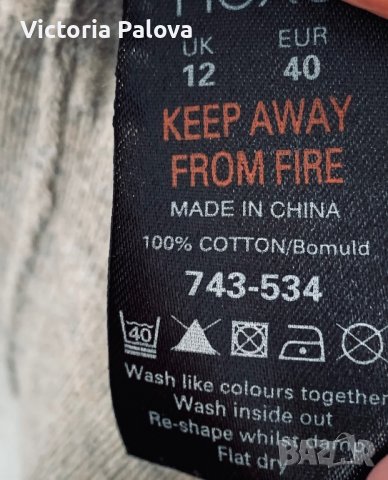 Victoria Palova
UK EUR
12 40
KEEP AWAY
FROM FIRE
MADE IN CHINA
100% COTTON/Bomuld
743-534
40
Wash like colours together
Wash inside out
Re-shape whilst damp
Flat dry
BAZAR